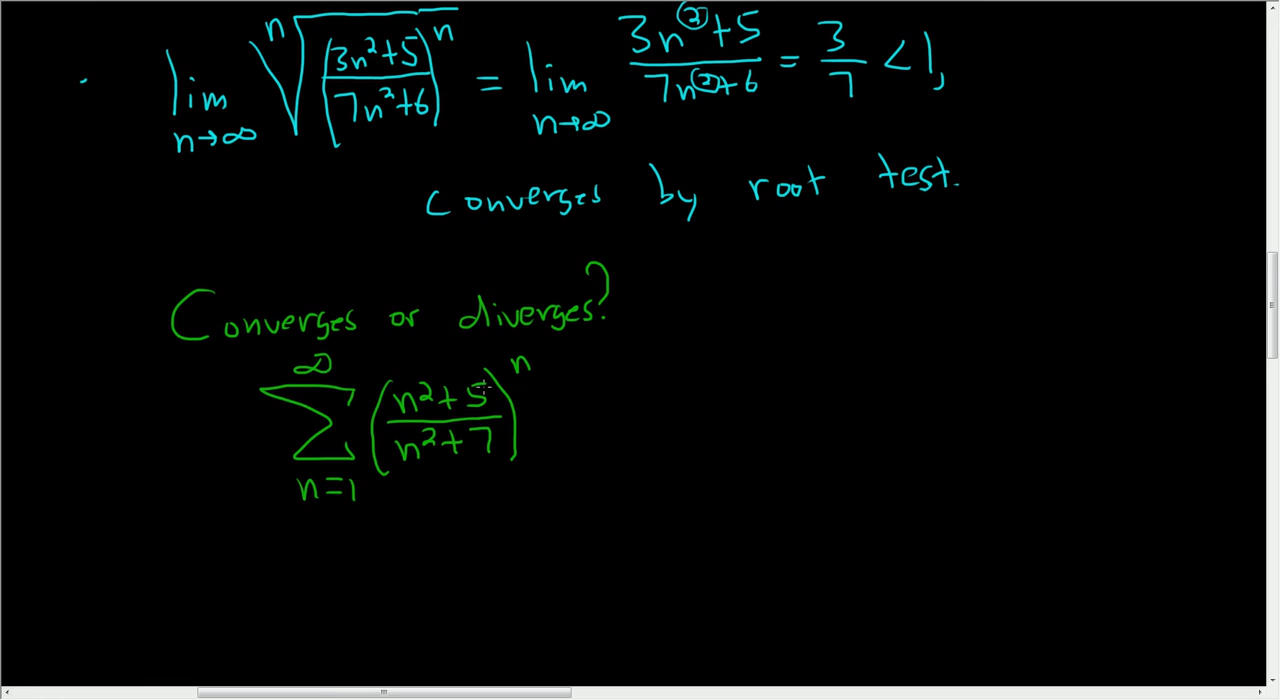 lim n→∞ ⁿ√((3n²+5)/(7n²+6))ⁿ = lim n→∞ (3n²+5)/(7n²+6) = 3/7 < 1,
converges by root test.
Converges or diverges?
∞ ∑ n=1 ((n²+5)/(n²+7))ⁿ